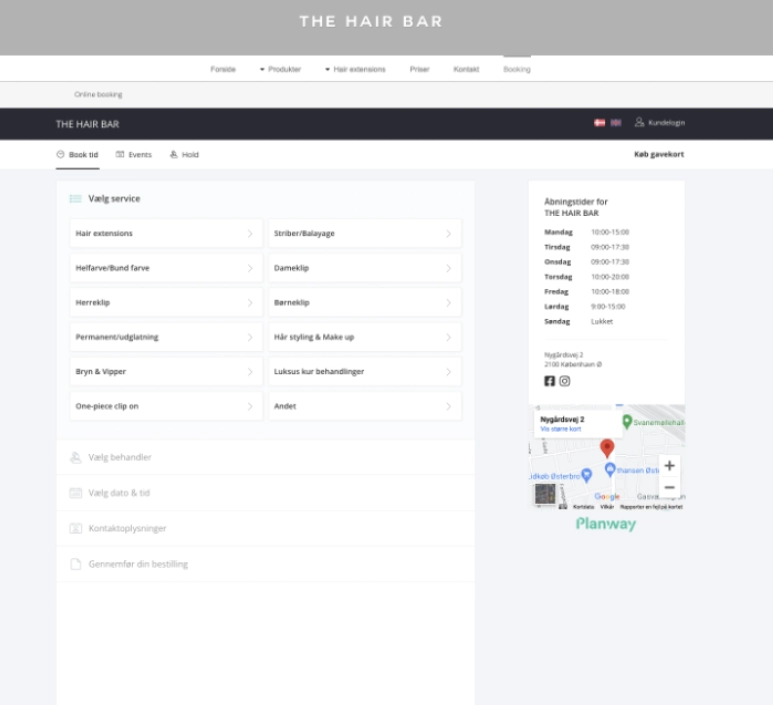 THE HAIR BAR
Forside Produkter Hair extensions Priser Kontakt Booking
Online booking
THE HAIR BAR
Kundelogin
Book tid Events Hold
Køb gavekort
Vælg service
Hair extensions
Striber/Balayage
Helfarve/Bund farve
Dameklip
Herreklip
Børneklip
Permanent/udglatning
Hår styling & Make up
Bryn & Vipper
Luksus kur behandlinger
One-piece clip on
Andet
Vælg behandler
Vælg dato & tid
Kontaktoplysninger
Gennemfør din bestilling
Åbningstider for
THE HAIR BAR
Mandag 10:00-15:00
Tirsdag 09:00-17:30
Onsdag 09:00-17:30
Torsdag 10:00-20:00
Fredag 10:00-18:00
Lørdag 9:00-15:00
Søndag Lukket
Nygårdsvej 2
2100 København Ø
Nygårdsvej 2
Vis større kort
Svanemøllehall
dkøb Østerbro
thansen Øst
Google
Gasv
Kortdata Vilkår Rapporter en fejl på kortet
Planway